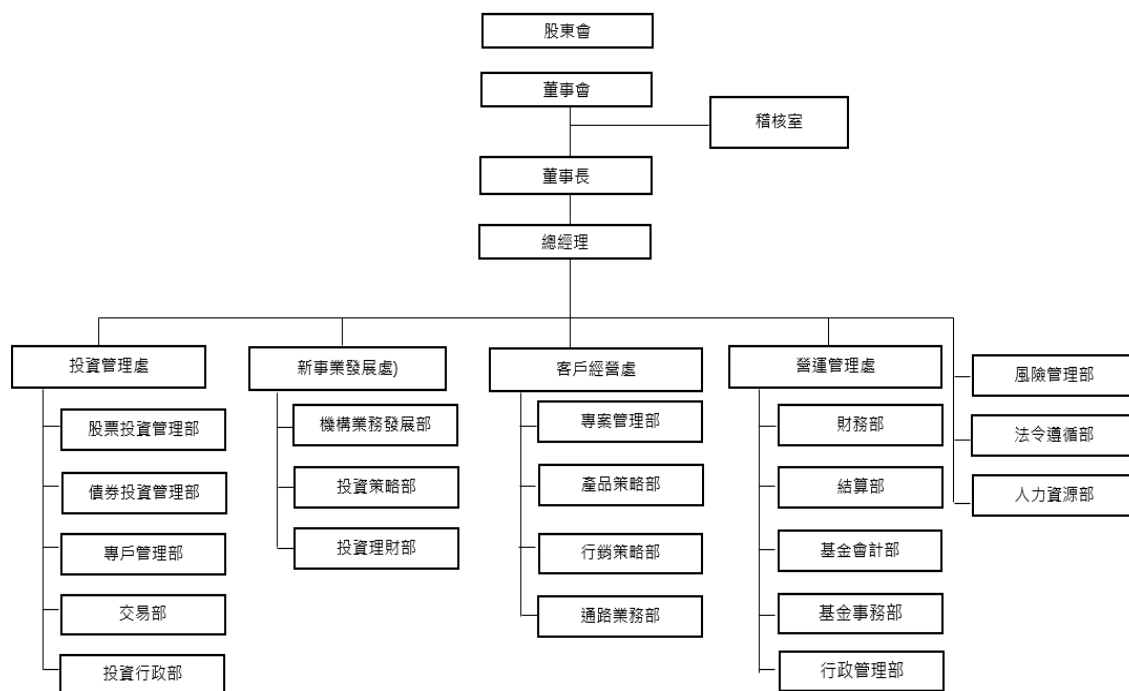 股東會
董事會
稽核室
董事長
總經理
投資管理處
股票投資管理部
債券投資管理部
專戶管理部
交易部
投資行政部
新事業發展處)
機構業務發展部
投資策略部
投資理財部
客戶經營處
專案管理部
產品策略部
行銷策略部
通路業務部
營運管理處
財務部
結算部
基金會計部
基金事務部
行政管理部
風險管理部
法令遵循部
人力資源部